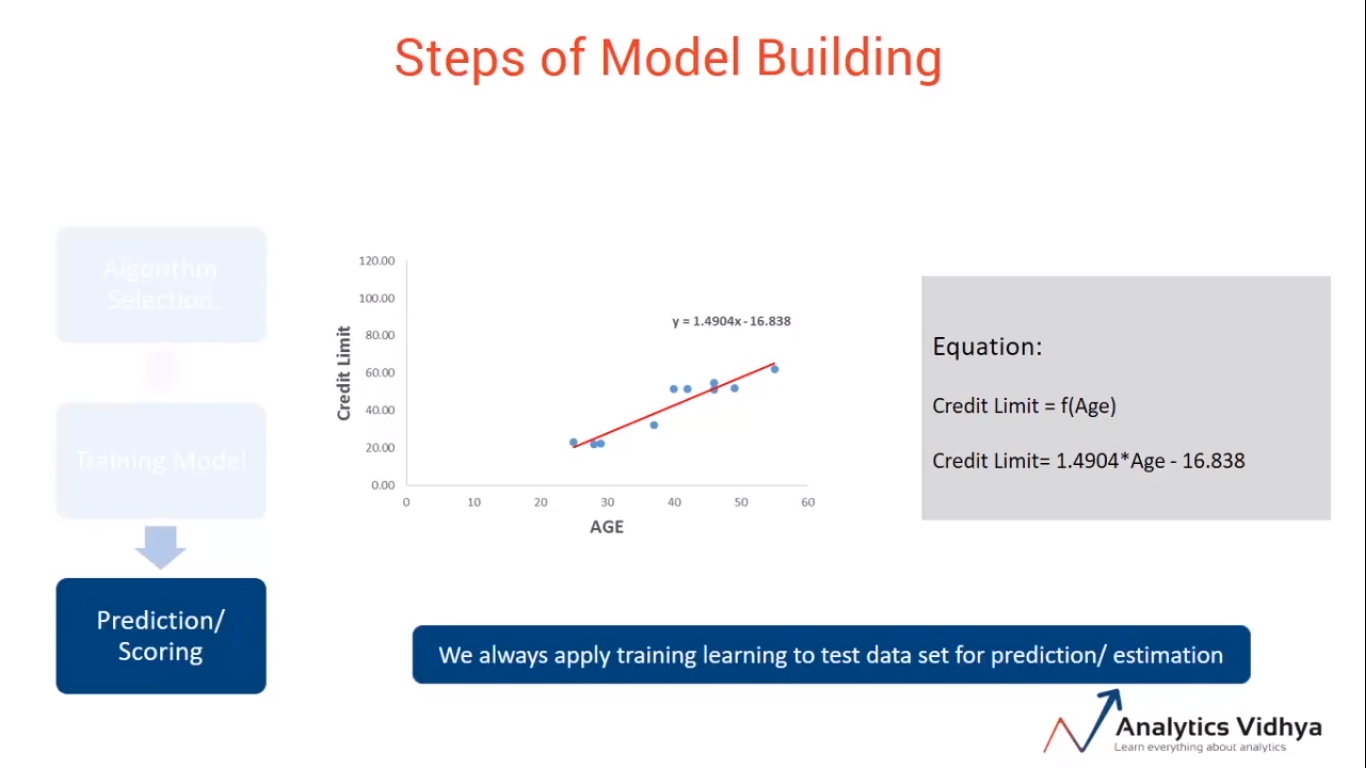 Steps of Model Building
Algorithm
Selection
Training Model
Prediction/
Scoring
120.00
100.00
80.00
60.00
40.00
20.00
0.00
Credit Limit
y = 1.4904x - 16.838
0 10 20 30 40 50 60
AGE
Equation:
Credit Limit = f(Age)
Credit Limit= 1.4904*Age - 16.838
We always apply training learning to test data set for prediction/ estimation
Analytics Vidhya
Learn everything about analytics